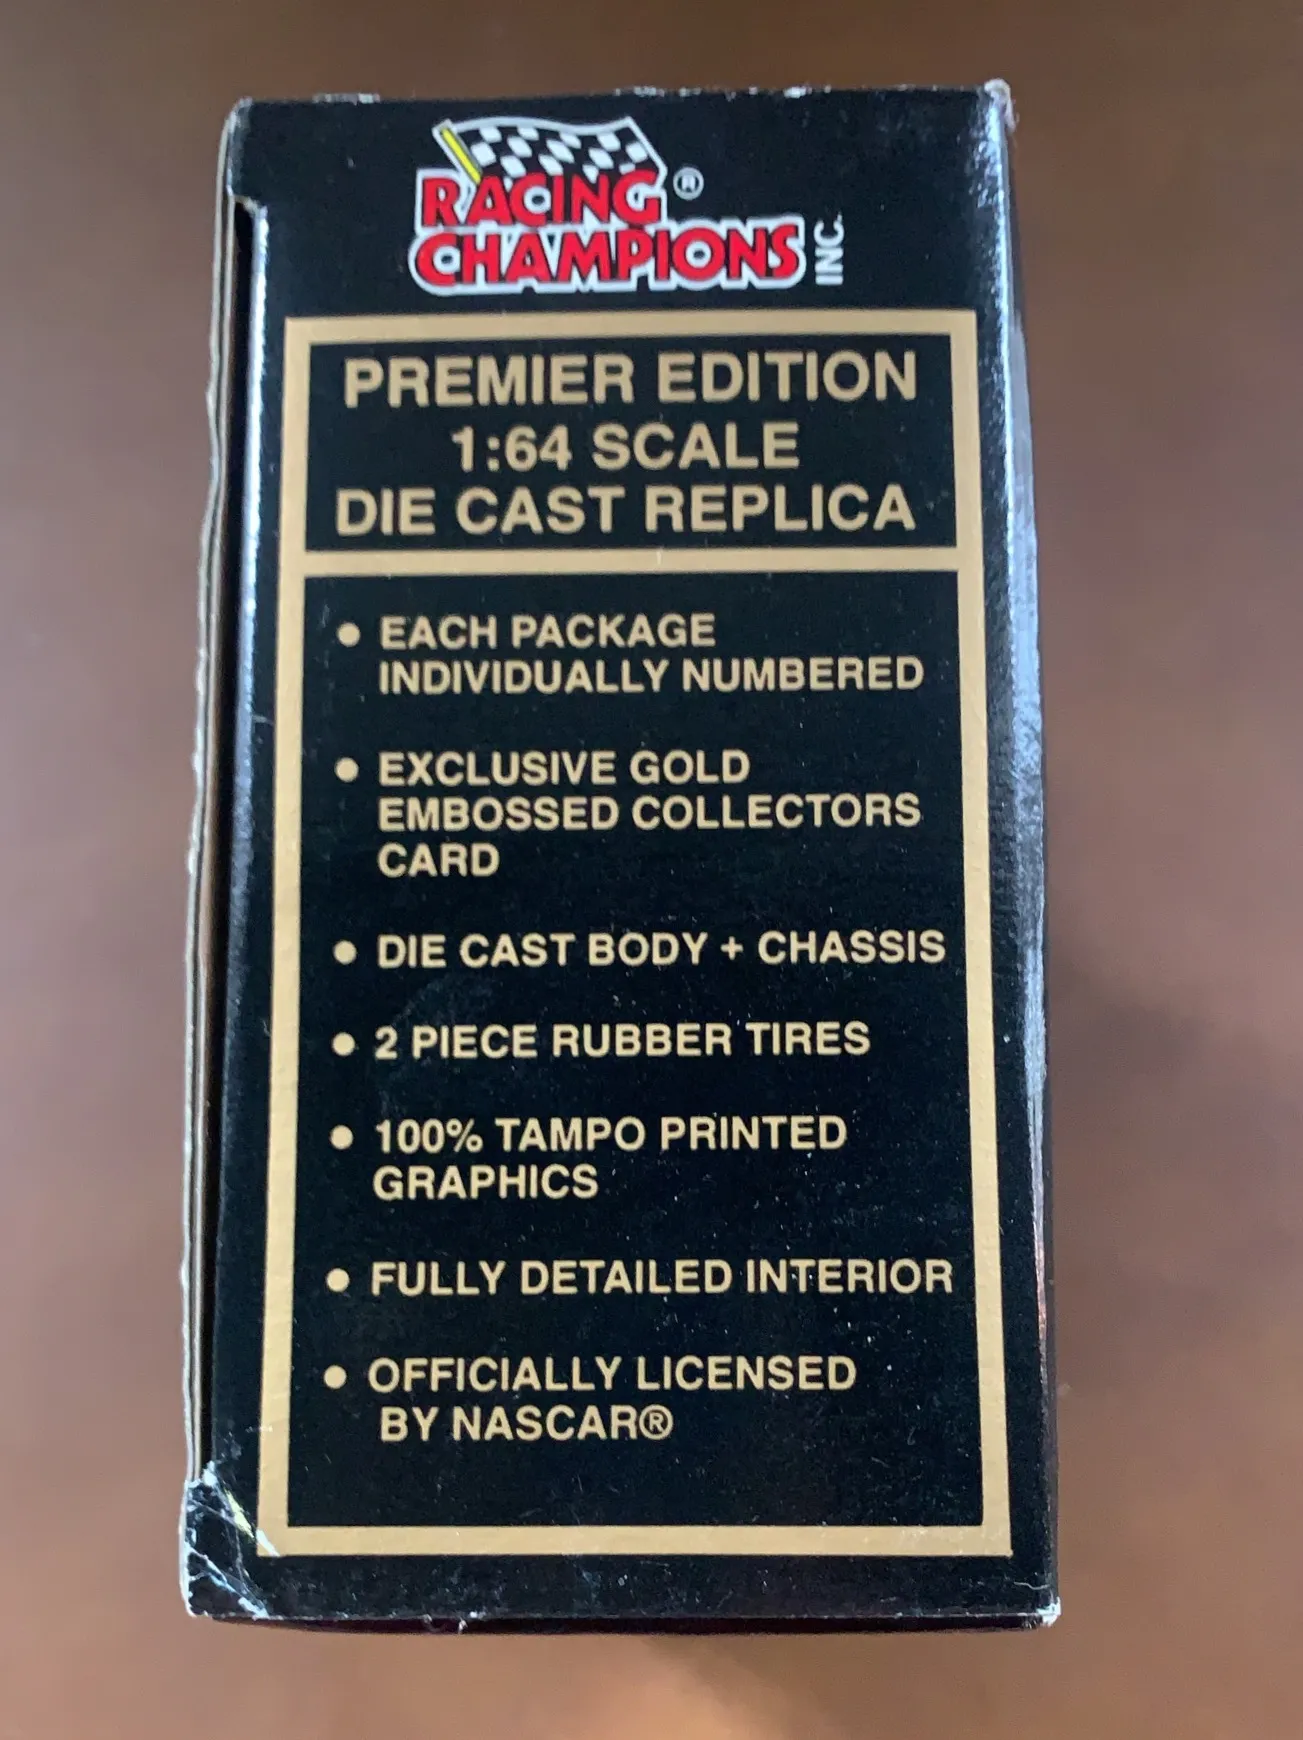 RACING ®
CHAMPIONS INC.
PREMIER EDITION
1:64 SCALE
DIE CAST REPLICA
• EACH PACKAGE
INDIVIDUALLY NUMBERED
• EXCLUSIVE GOLD
EMBOSSED COLLECTORS
CARD
• DIE CAST BODY + CHASSIS
• 2 PIECE RUBBER TIRES
• 100% TAMPO PRINTED
GRAPHICS
• FULLY DETAILED INTERIOR
• OFFICIALLY LICENSED
BY NASCAR®